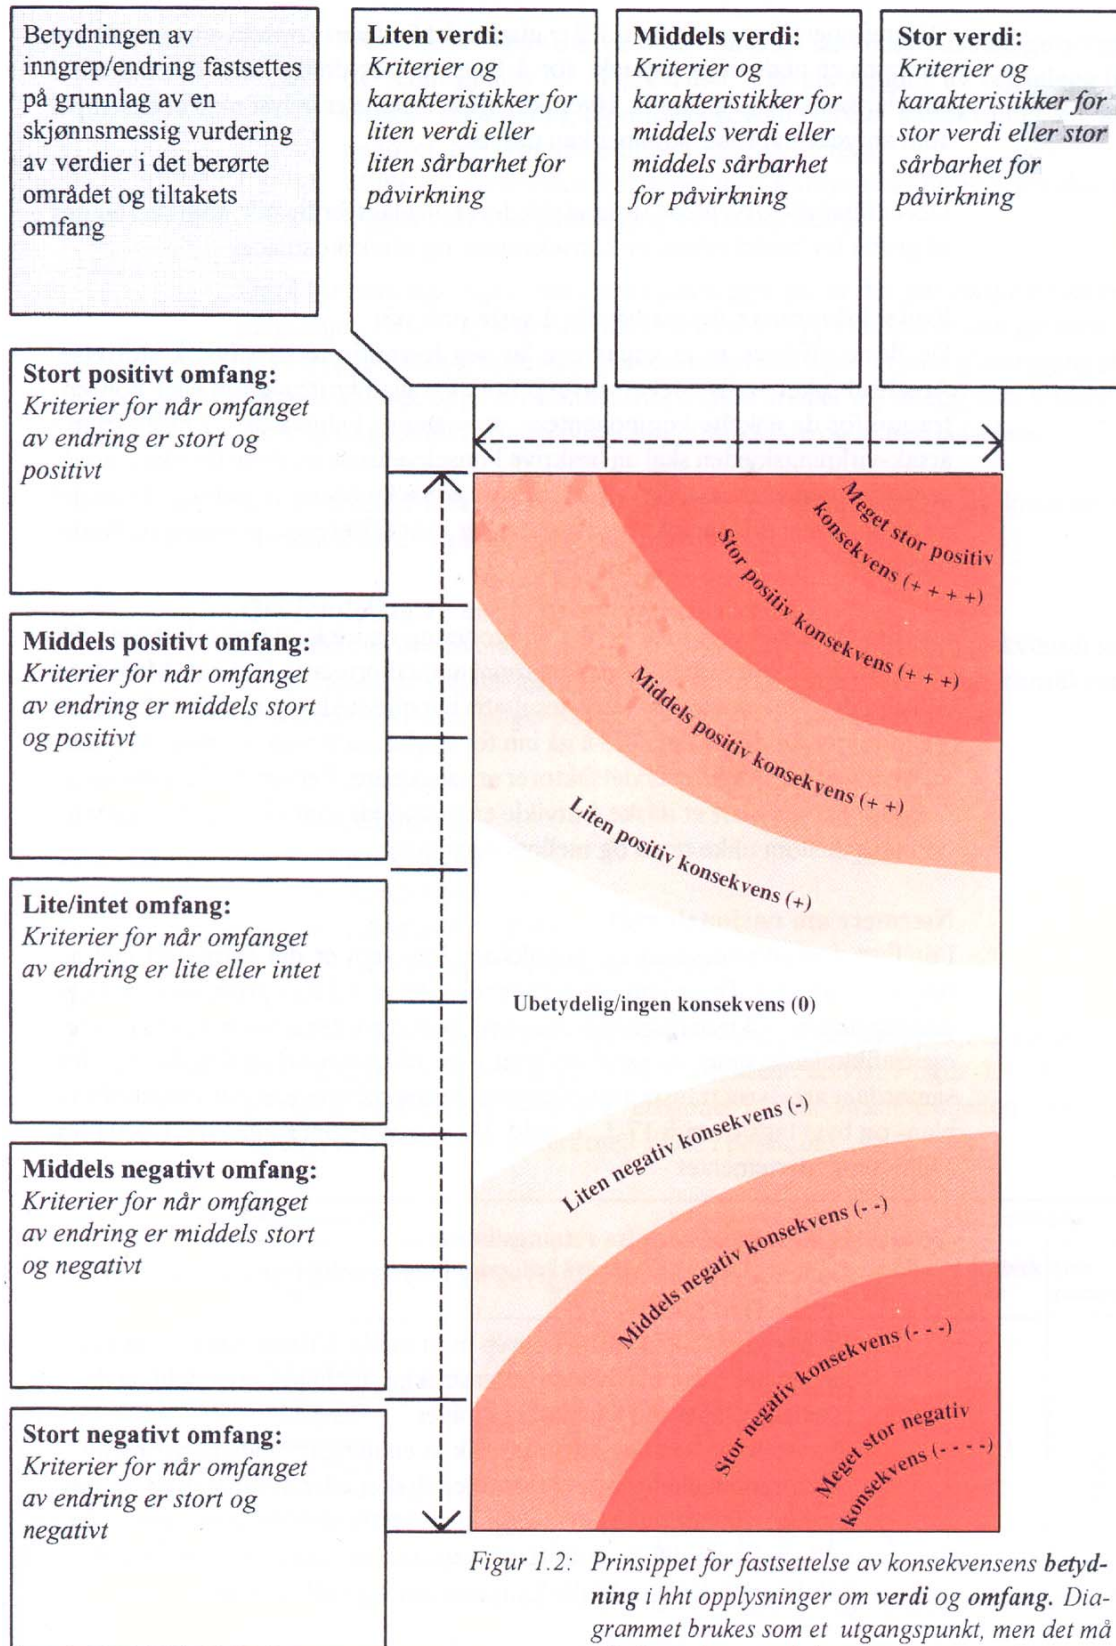 Betydningen av
inngrep/endring fastsettes
på grunnlag av en
skjønnsmessig vurdering
av verdier i det berørte
området og tiltakets
omfang
Liten verdi:
Kriterier og
karakteristikker for
liten verdi eller
liten sårbarhet for
påvirkning
Middels verdi:
Kriterier og
karakteristikker for
middels verdi eller
middels sårbarhet
for påvirkning
Stor verdi:
Kriterier og
karakteristikker for
stor verdi eller stor
sårbarhet for
påvirkning
Stort positivt omfang:
Kriterier for når omfanget
av endring er stort og
positivt
Middels positivt omfang:
Kriterier for når omfanget
av endring er middels stort
og positivt
Lite/intet omfang:
Kriterier for når omfanget
av endring er lite eller intet
Middels negativt omfang:
Kriterier for når omfanget
av endring er middels stort
og negativt
Stort negativt omfang:
Kriterier for når omfanget
av endring er stort og
negativt
Meget stor positiv
konsekvens (+ + + +)
Stor positiv konsekvens (+ + +)
Middels positiv konsekvens (+ +)
Liten positiv konsekvens (+)
Ubetydelig/ingen konsekvens (0)
Liten negativ konsekvens (-)
Middels negativ konsekvens (- -)
Stor negativ konsekvens (- - -)
Meget stor negativ
konsekvens (- - - -)
Figur 1.2: Prinsippet for fastsettelse av konsekvensens betyd-
ning i hht opplysninger om verdi og omfang. Dia-
grammet brukes som et utgangspunkt, men det må